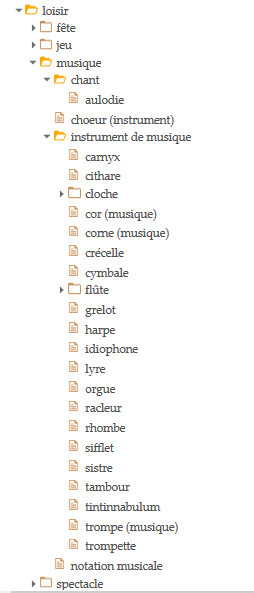 loisir
fête
jeu
musique
chant
aulodie
choeur (instrument)
instrument de musique
carnyx
cithare
cloche
cor (musique)
corne (musique)
crécelle
cymbale
flûte
grelot
harpe
idiophone
lyre
orgue
racleur
rhombe
sifflet
sistre
tambour
tintinnabulum
trompe (musique)
trompette
notation musicale
spectacle